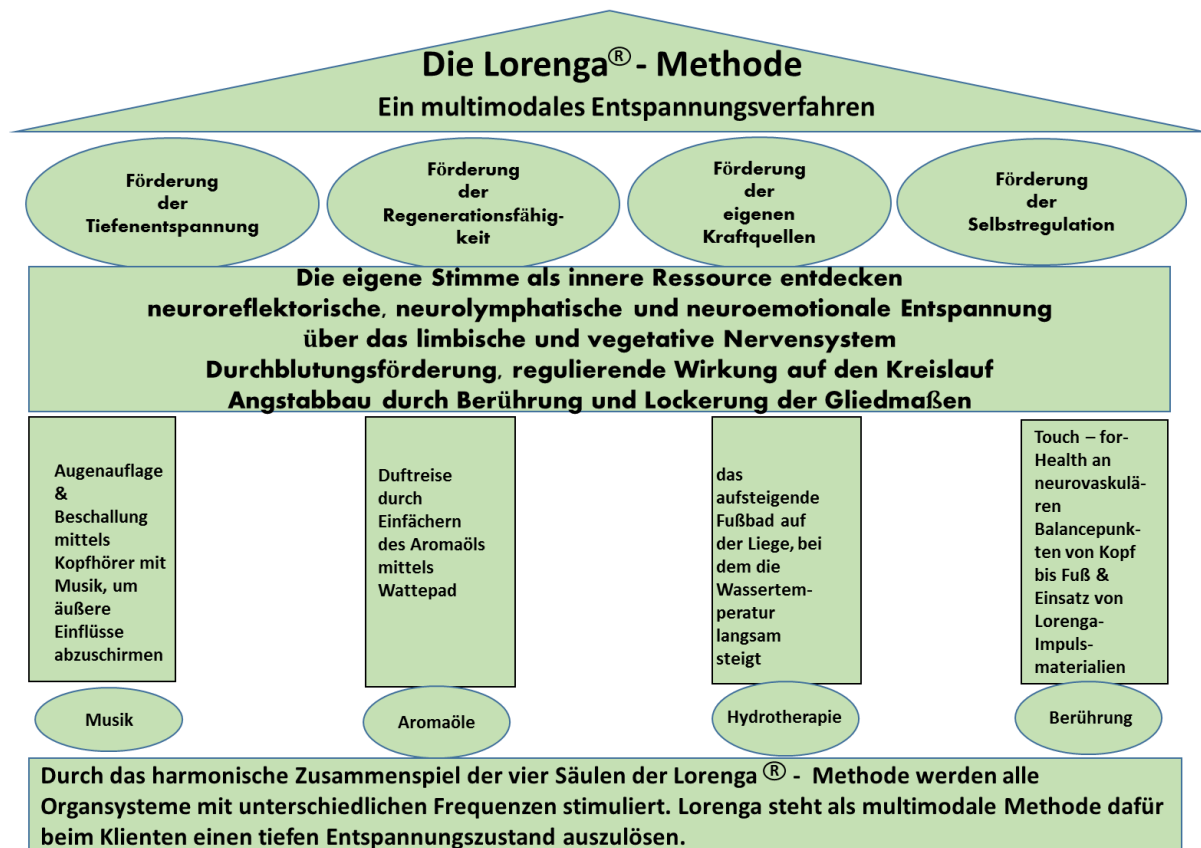 Die Lorenga® - Methode
Ein multimodales Entspannungsverfahren
Förderung
der
Tiefenentspannung
Förderung
der
Regenerationsfähig-
keit
Förderung
der
eigenen
Kraftquellen
Förderung
der
Selbstregulation
Die eigene Stimme als innere Ressource entdecken
neuroreflektorische, neurolymphatische und neuroemotionale Entspannung
über das limbische und vegetative Nervensystem
Durchblutungsförderung, regulierende Wirkung auf den Kreislauf
Angstabbau durch Berührung und Lockerung der Gliedmaßen
Augenauflage
&
Beschallung
mittels
Kopfhörer mit
Musik, um
äußere
Einflüsse
abzuschirmen
Duftreise
durch
Einfächern
des Aromaöls
mittels
Wattepad
das
aufsteigende
Fußbad auf
der Liege, bei
dem die
Wassertem-
peratur
langsam
steigt
Touch – for-
Health an
neurovaskulä-
ren
Balancepunk-
ten von Kopf
bis Fuß &
Einsatz von
Lorenga-
Impuls-
materialien
Musik
Aromaöle
Hydrotherapie
Berührung
Durch das harmonische Zusammenspiel der vier Säulen der Lorenga ® - Methode werden alle
Organsysteme mit unterschiedlichen Frequenzen stimuliert. Lorenga steht als multimodale Methode dafür
beim Klienten einen tiefen Entspannungszustand auszulösen.